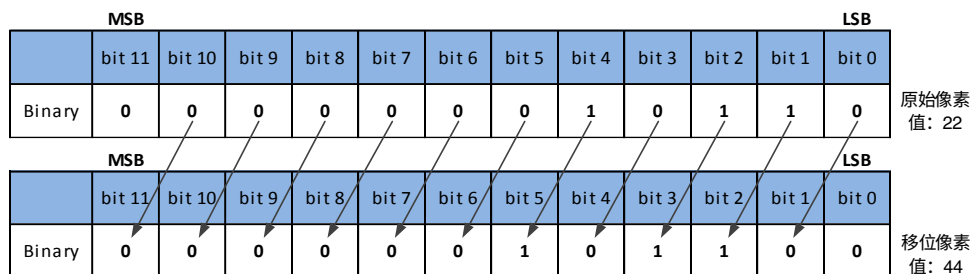 MSB LSB
bit 11 bit 10 bit 9 bit 8 bit 7 bit 6 bit 5 bit 4 bit 3 bit 2 bit 1 bit 0
Binary 0 0 0 0 0 0 0 1 0 1 1 0
原始像素
值：22
MSB LSB
bit 11 bit 10 bit 9 bit 8 bit 7 bit 6 bit 5 bit 4 bit 3 bit 2 bit 1 bit 0
Binary 0 0 0 0 0 0 1 0 1 1 0 0
移位像素
值：44